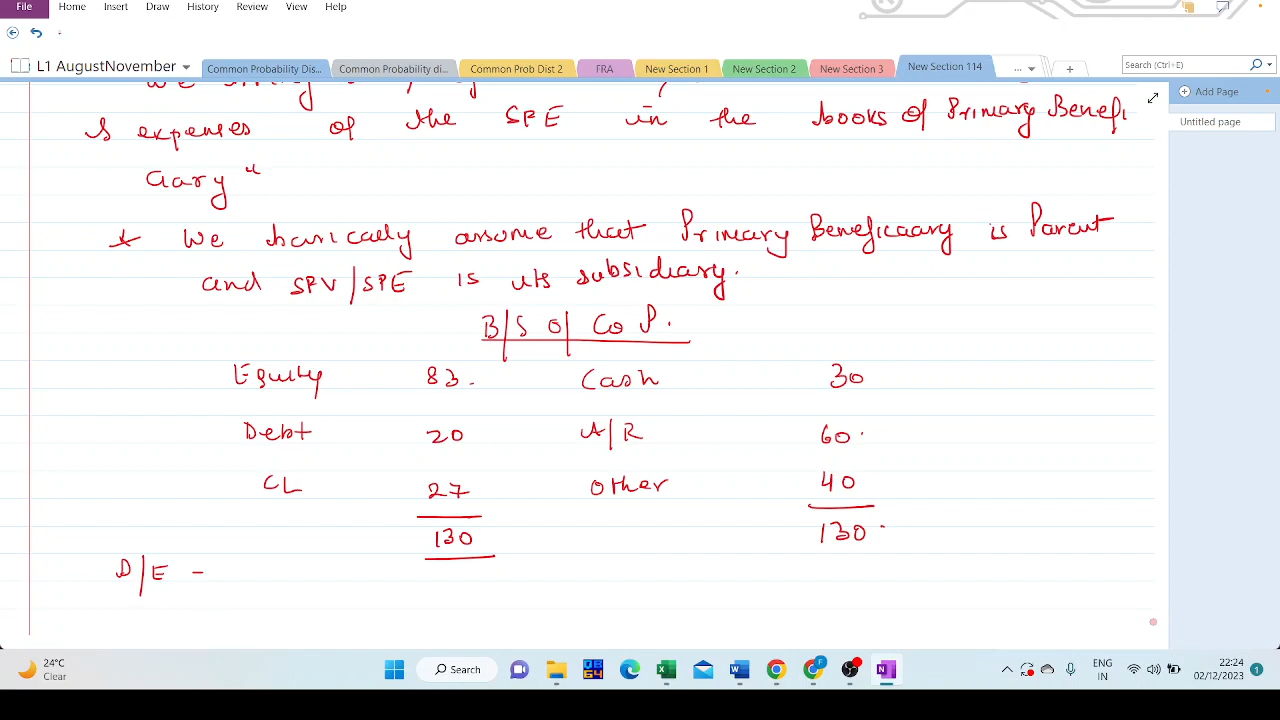 File Home Insert Draw History Review View Help
L1 AugustNovember Common Probability Dis... Common Probability di... Common Prob Dist 2 FRA New Section 1 New Section 2 New Section 3 New Section 114 ... + Search (Ctrl+E)
Add Page
Untitled page
& expenses of the SPE in the books of Primary Benefi
ciary"
* We basically assume that Primary Beneficiary is Parent
and SPV/SPE is its subsidiary.
B/S o/ Co P.
Equity 83. Cash 30
Debt 20 A/R 60.
CL 27 Other 40
130 130.
D/E -
24°C
Clear
Search
ENG
IN
22:24
02/12/2023
1